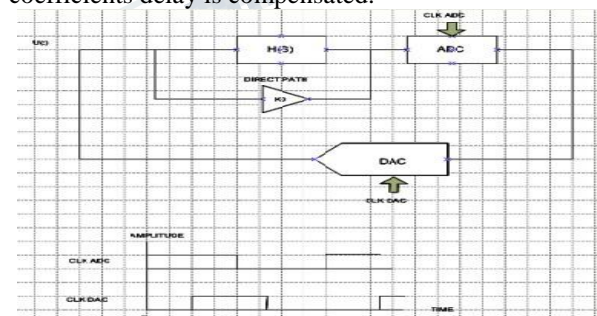 coefficients delay is compensated.
CLK ADC
H(S)
ADC
DIRECT PATH
DAC
CLK DAC
AMPLITUDE
CLK ADC
CLK DAC
TIME